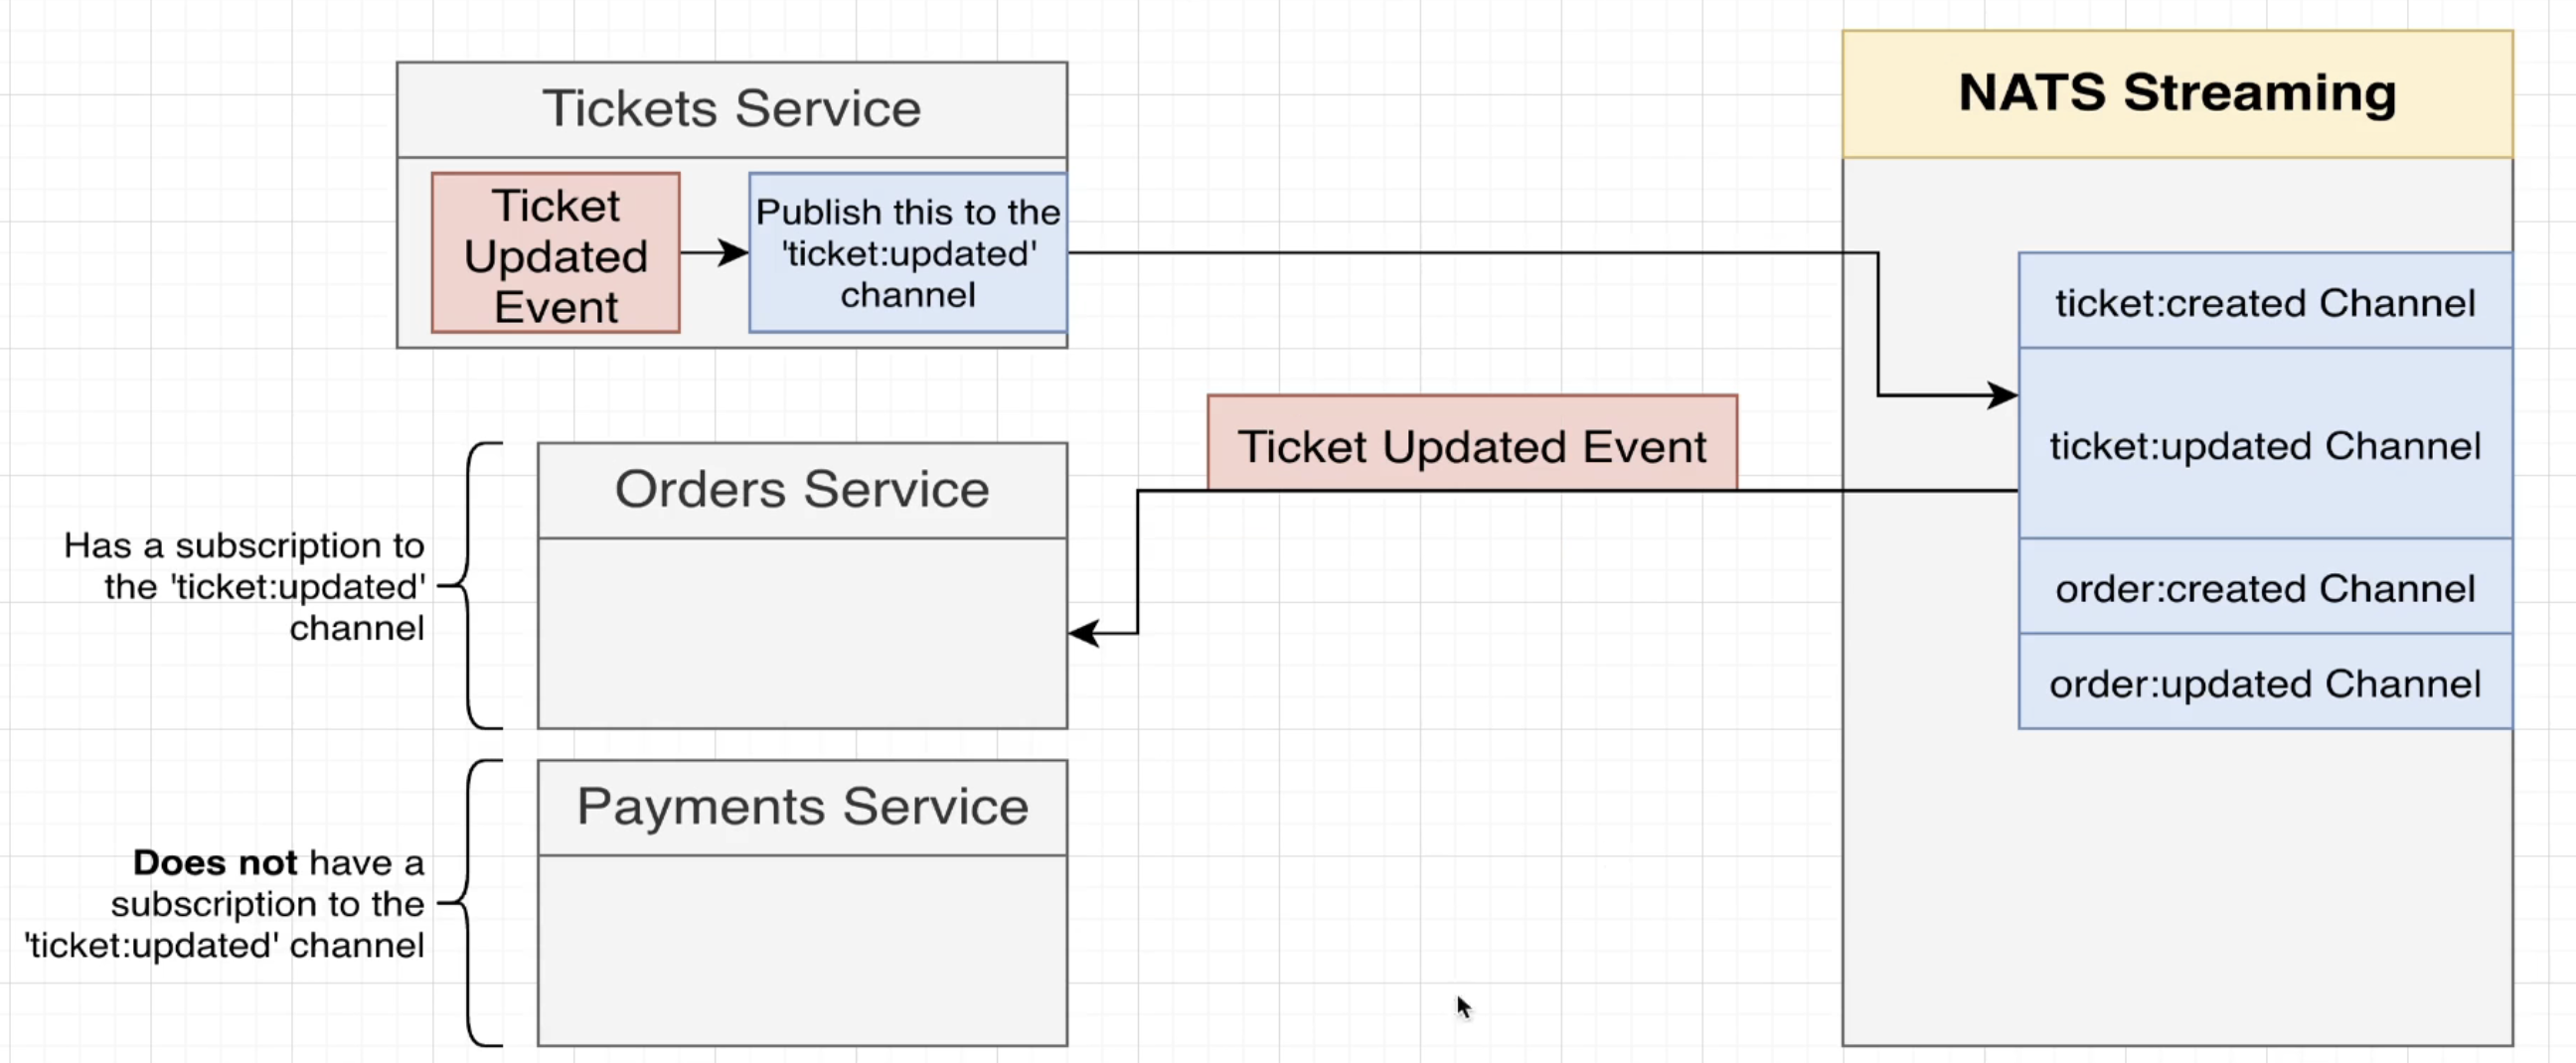 NATS Streaming
Tickets Service
Ticket
Updated
Event
Publish this to the
'ticket:updated'
channel
ticket:created Channel
ticket:updated Channel
order:created Channel
order:updated Channel
Ticket Updated Event
Has a subscription to
the 'ticket:updated'
channel
Orders Service
Does not have a
subscription to the
'ticket:updated' channel
Payments Service